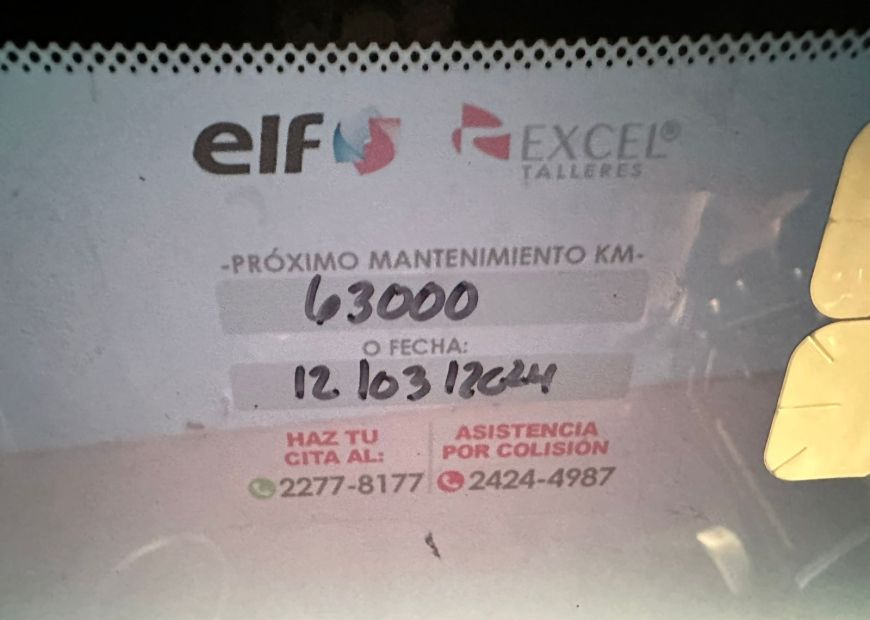 elf EXCEL®
TALLERES
-PRÓXIMO MANTENIMIENTO KM-
63000
O FECHA:
12/03/2024
HAZ TU
CITA AL:
2277-8177
ASISTENCIA
POR COLISIÓN
2424-4987